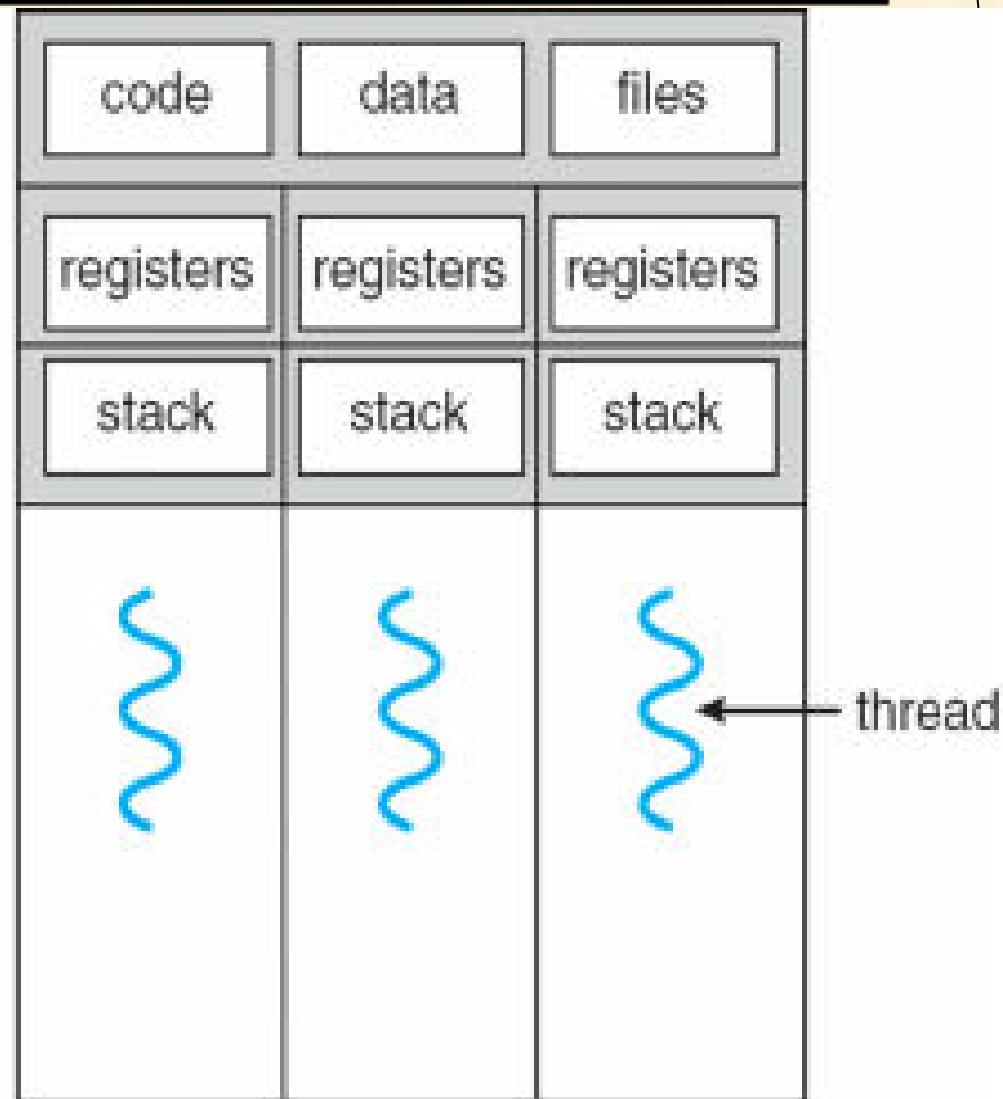 code data files
registers registers registers
stack stack stack
thread